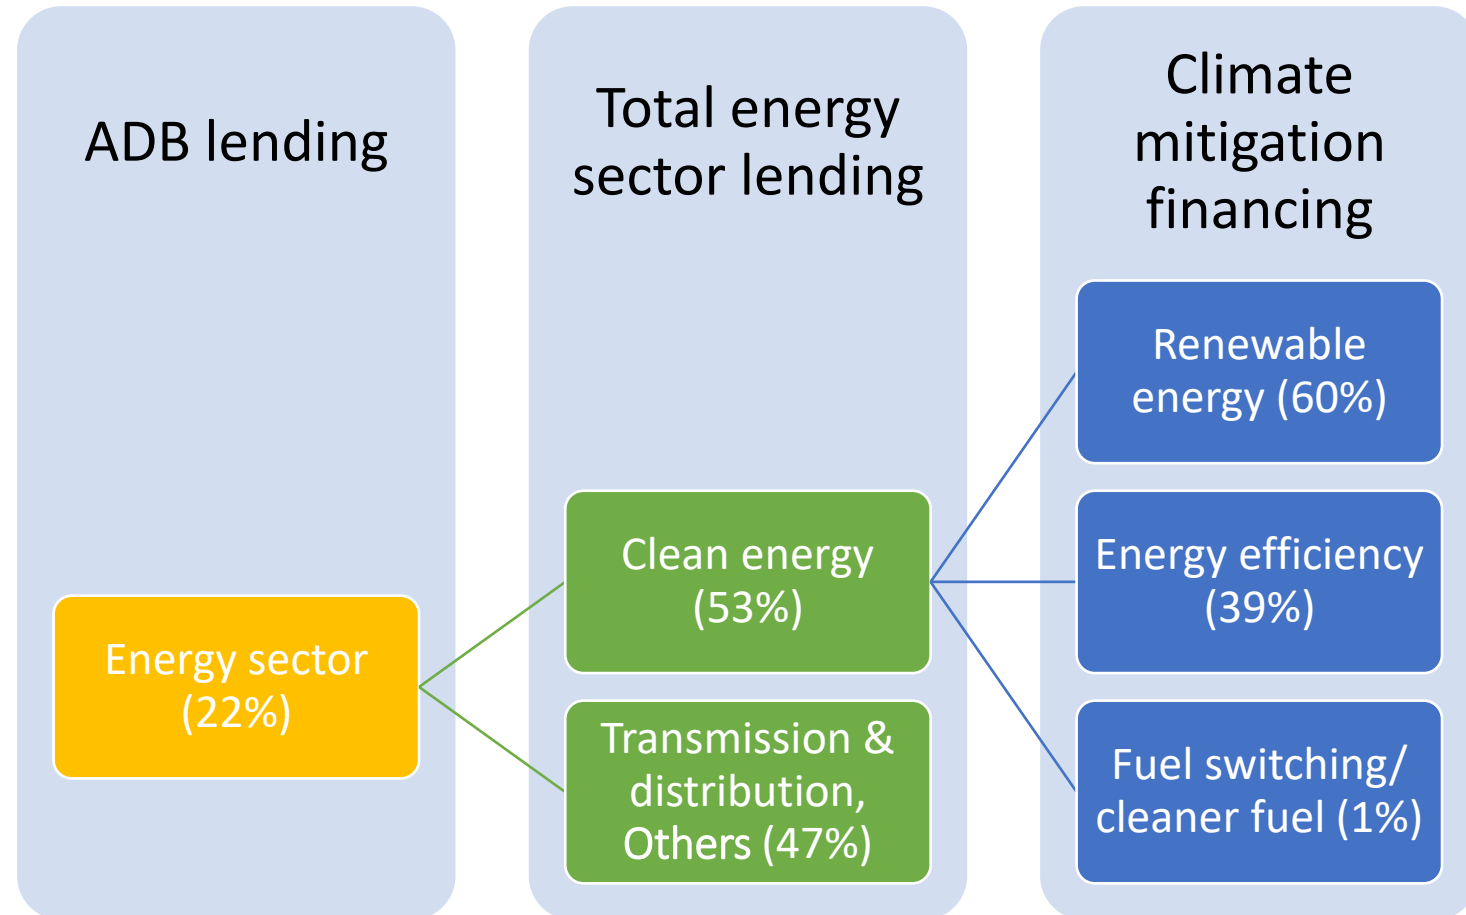 ADB lending
Energy sector
(22%)
Total energy
sector lending
Clean energy
(53%)
Transmission &
distribution,
Others (47%)
Climate
mitigation
financing
Renewable
energy (60%)
Energy efficiency
(39%)
Fuel switching/
cleaner fuel (1%)